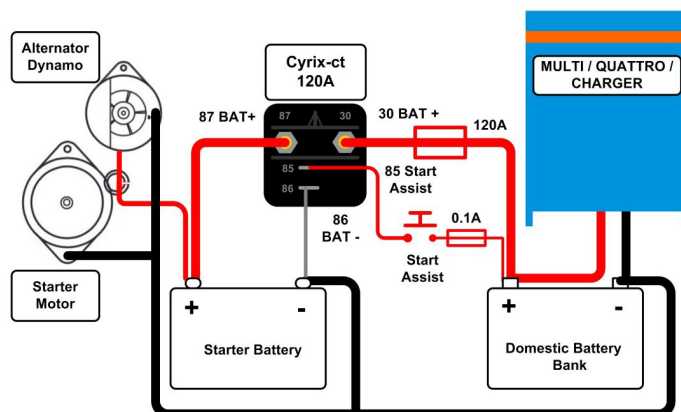 Alternator
Dynamo
Cyrix-ct
120A
MULTI / QUATTRO /
CHARGER
87 BAT+
87
30
30 BAT +
120A
85
85 Start
Assist
86
86
BAT -
0.1A
Start
Assist
Starter
Motor
+
-
Starter Battery
+
-
Domestic Battery
Bank